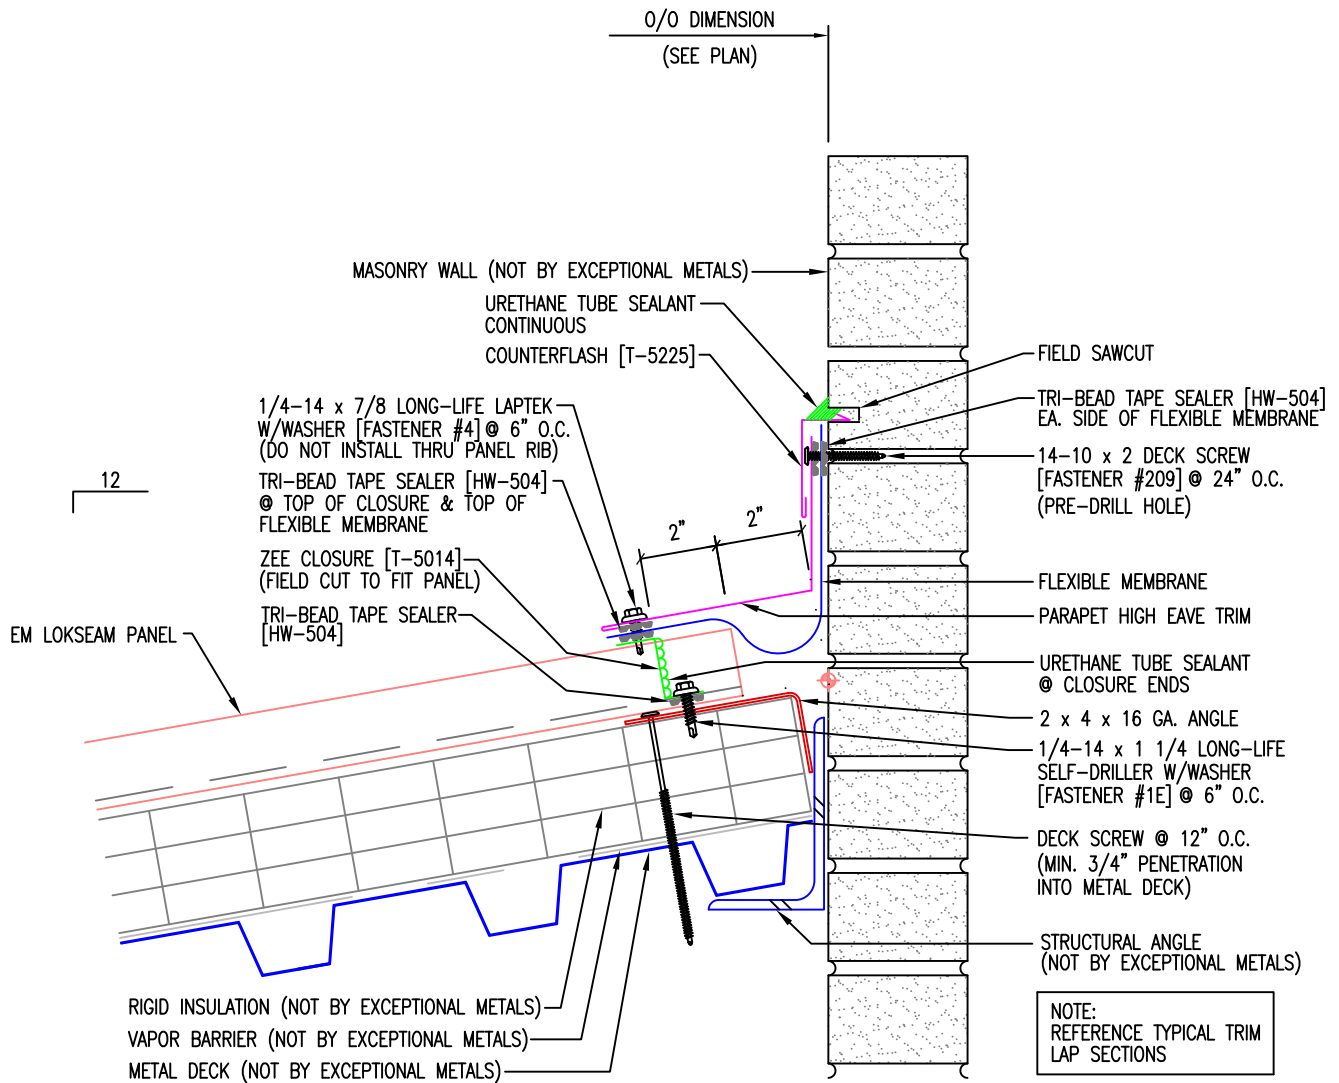 O/O DIMENSION
(SEE PLAN)
MASONRY WALL (NOT BY EXCEPTIONAL METALS)
URETHANE TUBE SEALANT
CONTINUOUS
COUNTERFLASH [T-5225]
1/4-14 x 7/8 LONG-LIFE LAPTEK
W/WASHER [FASTENER #4] @ 6" O.C.
(DO NOT INSTALL THRU PANEL RIB)
TRI-BEAD TAPE SEALER [HW-504]
@ TOP OF CLOSURE & TOP OF
FLEXIBLE MEMBRANE
ZEE CLOSURE [T-5014]
(FIELD CUT TO FIT PANEL)
TRI-BEAD TAPE SEALER
[HW-504]
EM LOKSEAM PANEL
12
2"
2"
FIELD SAWCUT
TRI-BEAD TAPE SEALER [HW-504]
EA. SIDE OF FLEXIBLE MEMBRANE
14-10 x 2 DECK SCREW
[FASTENER #209] @ 24" O.C.
(PRE-DRILL HOLE)
FLEXIBLE MEMBRANE
PARAPET HIGH EAVE TRIM
URETHANE TUBE SEALANT
@ CLOSURE ENDS
2 x 4 x 16 GA. ANGLE
1/4-14 x 1 1/4 LONG-LIFE
SELF-DRILLER W/WASHER
[FASTENER #1E] @ 6" O.C.
DECK SCREW @ 12" O.C.
(MIN. 3/4" PENETRATION
INTO METAL DECK)
STRUCTURAL ANGLE
(NOT BY EXCEPTIONAL METALS)
RIGID INSULATION (NOT BY EXCEPTIONAL METALS)
VAPOR BARRIER (NOT BY EXCEPTIONAL METALS)
METAL DECK (NOT BY EXCEPTIONAL METALS)
NOTE:
REFERENCE TYPICAL TRIM
LAP SECTIONS